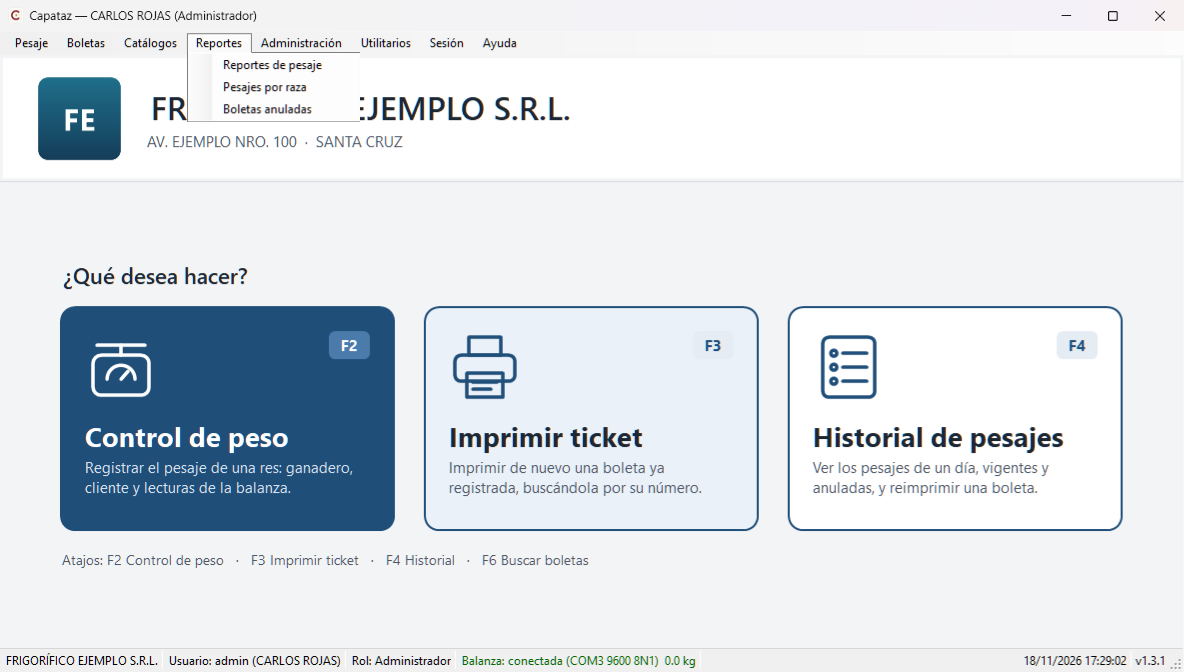 Capataz — CARLOS ROJAS (Administrador)
Pesaje Boletas Catálogos Reportes Administración Utilitarios Sesión Ayuda
Reportes de pesaje
Pesajes por raza
Boletas anuladas
FE
FR EJEMPLO S.R.L.
AV. EJEMPLO NRO. 100 · SANTA CRUZ
¿Qué desea hacer?
F2
Control de peso
Registrar el pesaje de una res: ganadero,
cliente y lecturas de la balanza.
F3
Imprimir ticket
Imprimir de nuevo una boleta ya
registrada, buscándola por su número.
F4
Historial de pesajes
Ver los pesajes de un día, vigentes y
anuladas, y reimprimir una boleta.
Atajos: F2 Control de peso · F3 Imprimir ticket · F4 Historial · F6 Buscar boletas
FRIGORÍFICO EJEMPLO S.R.L. Usuario: admin (CARLOS ROJAS) Rol: Administrador Balanza: conectada (COM3 9600 8N1) 0.0 kg 18/11/2026 17:29:02 v1.3.1